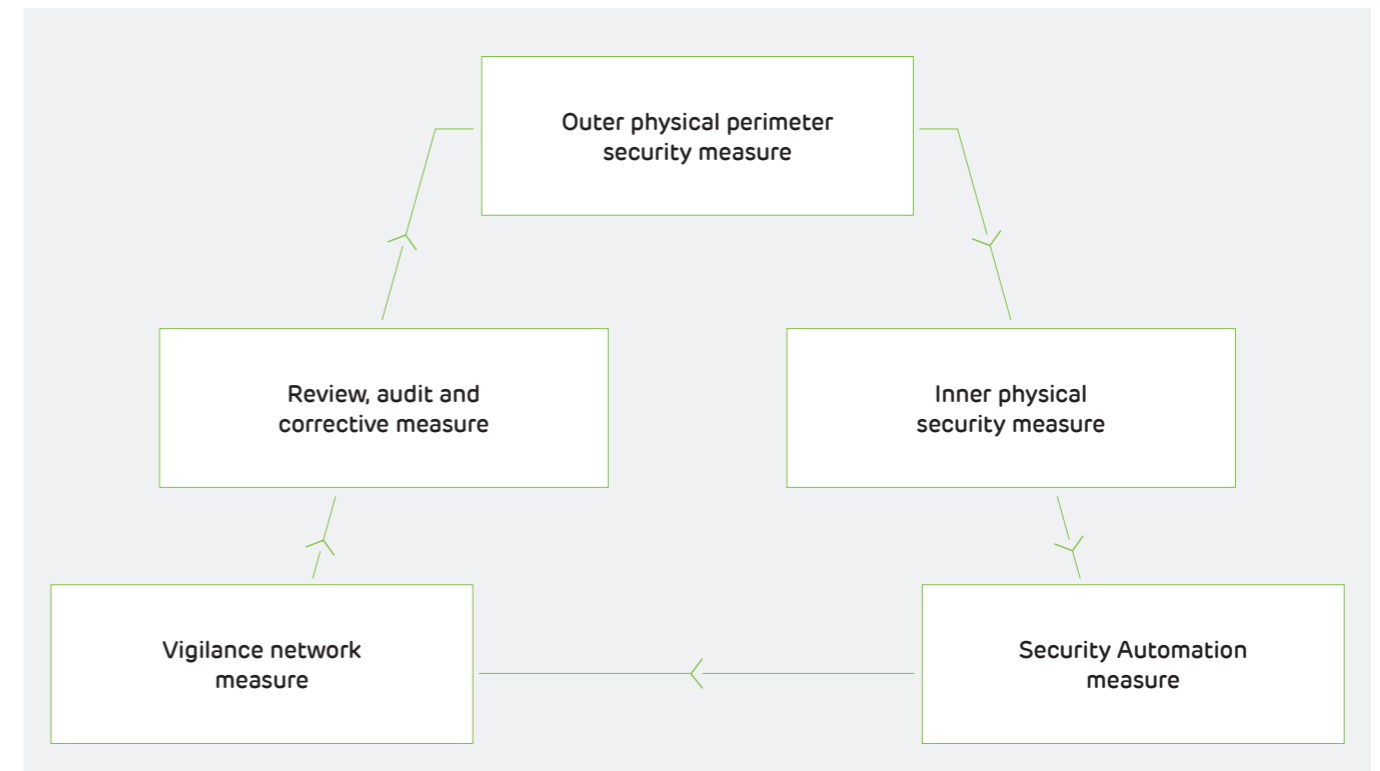 Outer physical perimeter
security measure
Review, audit and
corrective measure
Inner physical
security measure
Vigilance network
measure
Security Automation
measure